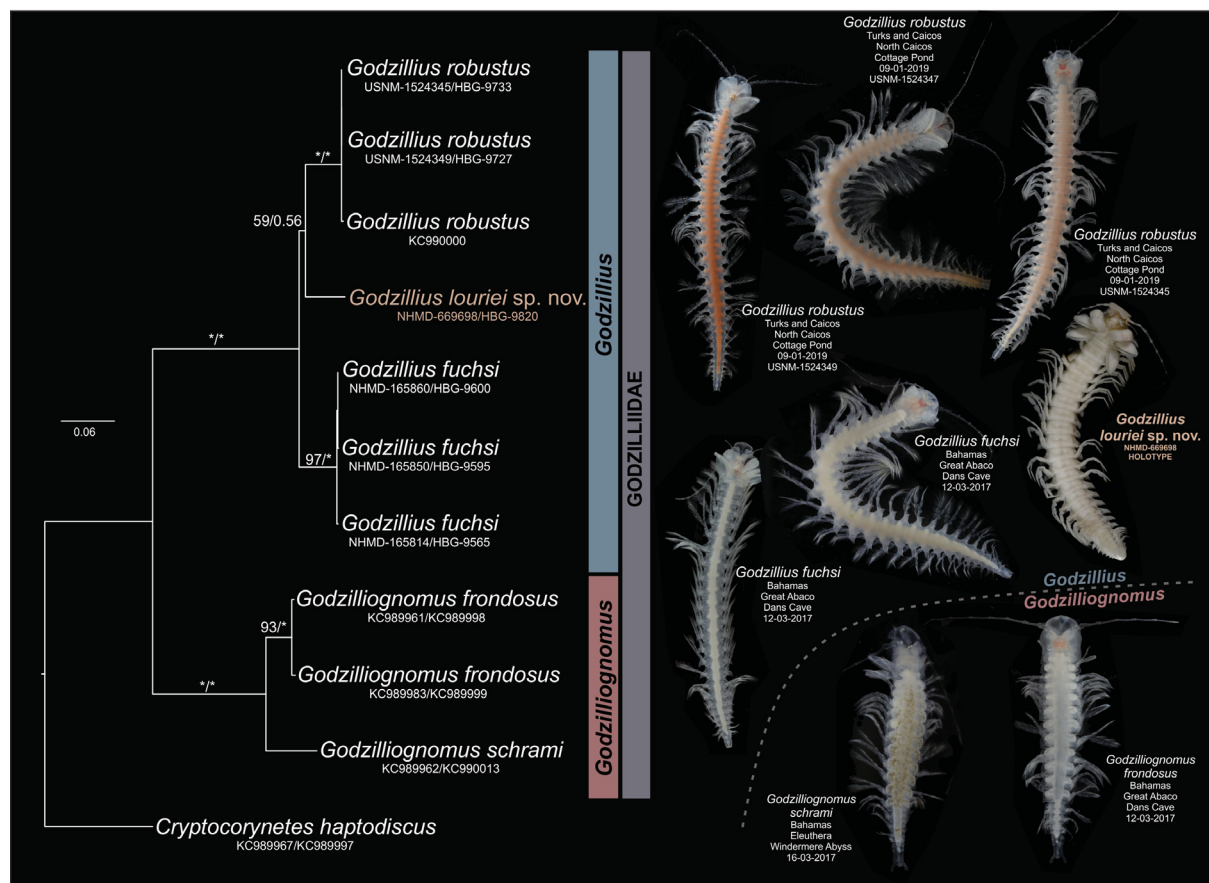 Godzillius robustus
USNM-1524345/HBG-9733
Godzillius robustus
USNM-1524349/HBG-9727
*/*
Godzillius robustus
KC990000
59/0.56
Godzillius louriei sp. nov.
NHMD-669698/HBG-9820
*/*
Godzillius fuchsi
NHMD-165860/HBG-9600
Godzillius fuchsi
NHMD-165850/HBG-9595
97/*
Godzillius fuchsi
NHMD-165814/HBG-9565
0.06
Godzilliognomus frondosus
KC989961/KC989998
93/*
Godzilliognomus frondosus
KC989983/KC989999
*/*
Godzilliognomus schrami
KC989962/KC990013
Cryptocorynetes haptodiscus
KC989967/KC989997
Godzillius
Godzilliognomus
GODZILLIIDAE
Godzillius robustus
Turks and Caicos
North Caicos
Cottage Pond
09-01-2019
USNM-1524347
Godzillius robustus
Turks and Caicos
North Caicos
Cottage Pond
09-01-2019
USNM-1524345
Godzillius robustus
Turks and Caicos
North Caicos
Cottage Pond
09-01-2019
USNM-1524349
Godzillius
louriei sp. nov.
NHMD-669698
HOLOTYPE
Godzillius fuchsi
Bahamas
Great Abaco
Dans Cave
12-03-2017
Godzillius fuchsi
Bahamas
Great Abaco
Dans Cave
12-03-2017
Godzillius
Godzilliognomus
Godzilliognomus
schrami
Bahamas
Eleuthera
Windermere Abyss
16-03-2017
Godzilliognomus
frondosus
Bahamas
Great Abaco
Dans Cave
12-03-2017